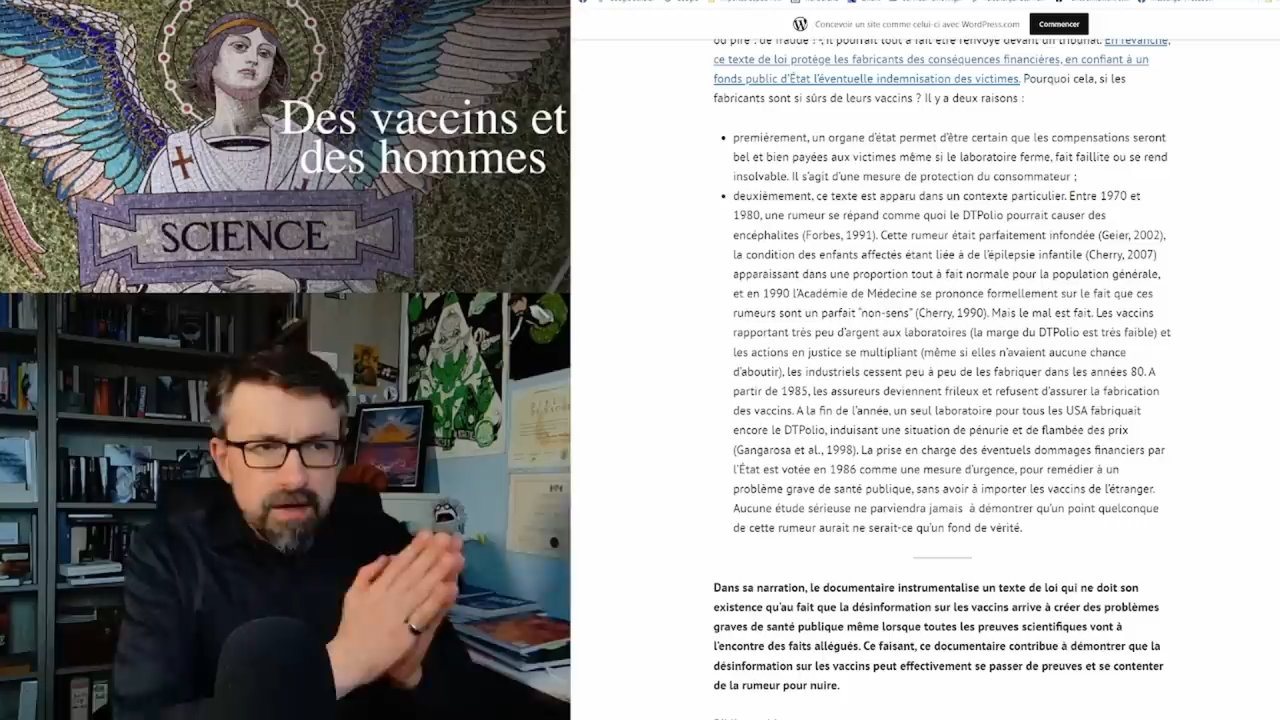 Des vaccins et
des hommes
SCIENCE
Concevoir un site comme celui-ci avec WordPress.com
Commencer
ou pire : de fraude ? -, il pourrait tout à fait être renvoyé devant un tribunal. En revanche,
ce texte de loi protège les fabricants des conséquences financières, en confiant à un
fonds public d’État l’éventuelle indemnisation des victimes. Pourquoi cela, si les
fabricants sont si sûrs de leurs vaccins ? Il y a deux raisons :
• premièrement, un organe d’état permet d’être certain que les compensations seront
bel et bien payées aux victimes même si le laboratoire ferme, fait faillite ou se rend
insolvable. Il s’agit d’une mesure de protection du consommateur ;
• deuxièmement, ce texte est apparu dans un contexte particulier. Entre 1970 et
1980, une rumeur se répand comme quoi le DTPolio pourrait causer des
encéphalites (Forbes, 1991). Cette rumeur était parfaitement infondée (Geier, 2002),
la condition des enfants affectés étant liée à de l’épilepsie infantile (Cherry, 2007)
apparaissant dans une proportion tout à fait normale pour la population générale,
et en 1990 l’Académie de Médecine se prononce formellement sur le fait que ces
rumeurs sont un parfait “non-sens” (Cherry, 1990). Mais le mal est fait. Les vaccins
rapportant très peu d’argent aux laboratoires (la marge du DTPolio est très faible) et
les actions en justice se multipliant (même si elles n’avaient aucune chance
d’aboutir), les industriels cessent peu à peu de les fabriquer dans les années 80. A
partir de 1985, les assureurs deviennent frileux et refusent d’assurer la fabrication
des vaccins. A la fin de l’année, un seul laboratoire pour tous les USA fabriquait
encore le DTPolio, induisant une situation de pénurie et de flambée des prix
(Gangarosa et al., 1998). La prise en charge des éventuels dommages financiers par
l’État est votée en 1986 comme une mesure d’urgence, pour remédier à un
problème grave de santé publique, sans avoir à importer les vaccins de l’étranger.
Aucune étude sérieuse ne parviendra jamais à démontrer qu’un point quelconque
de cette rumeur aurait ne serait-ce qu’un fond de vérité.
Dans sa narration, le documentaire instrumentalise un texte de loi qui ne doit son
existence qu’au fait que la désinformation sur les vaccins arrive à créer des problèmes
graves de santé publique même lorsque toutes les preuves scientifiques vont à
l’encontre des faits allégués. Ce faisant, ce documentaire contribue à démontrer que la
désinformation sur les vaccins peut effectivement se passer de preuves et se contenter
de la rumeur pour nuire.